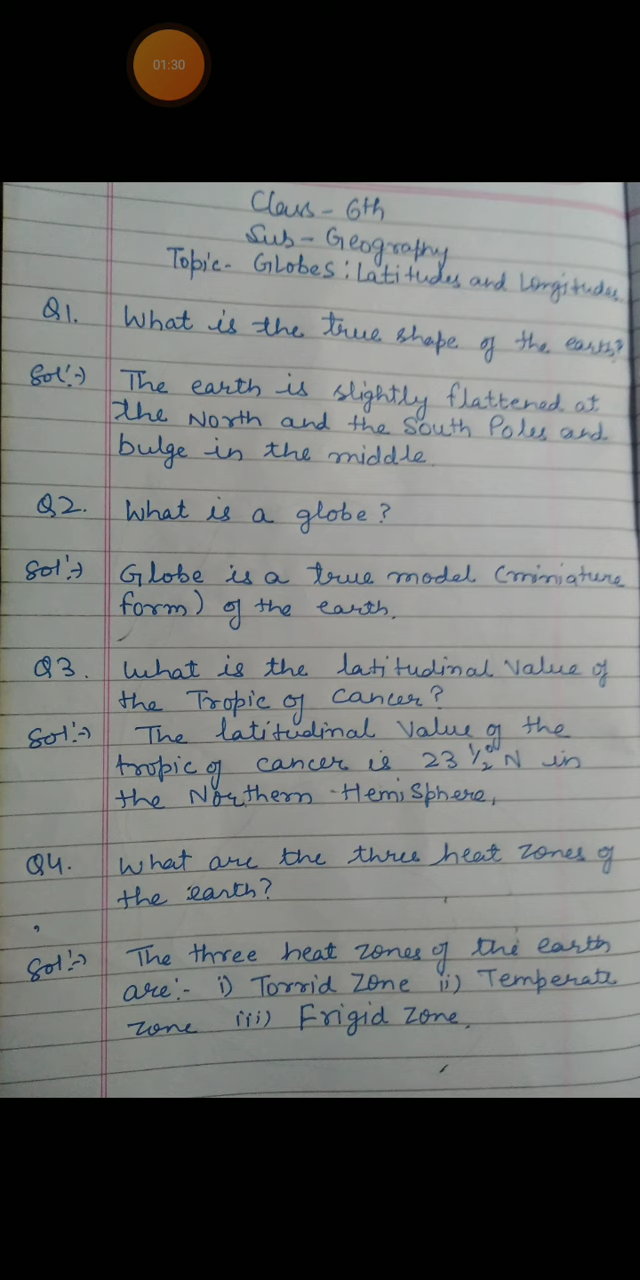 01:30
Class - 6th
Sub - Geography
Topic - Globes : Latitudes and Longitudes
Q1. What is the true shape of the earth?
Sol':→ The earth is slightly flattened at
the North and the South Poles and
bulge in the middle.
Q2. What is a globe?
Sol':→ Globe is a true model (miniature
form) of the earth.
Q3. What is the latitudinal value of
the Tropic of cancer?
Sol':→ The latitudinal value of the
tropic of cancer is 23 ½° N in
the Northern Hemisphere,
Q4. What are the three heat zones of
the earth?
Sol':→ The three heat zones of the earth
are:- i) Torrid zone ii) Temperate
zone iii) Frigid zone.